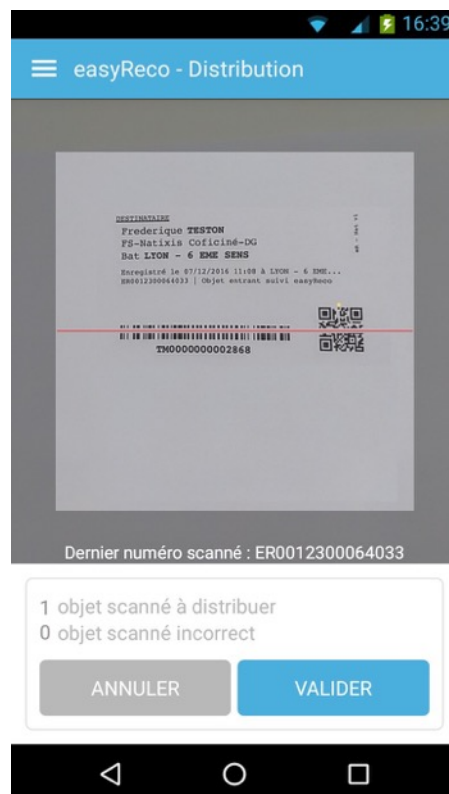 16:39
easyReco - Distribution
DESTINATAIRE
Frederique TESTON
FS-Natixis Coficiné-DG
Bat LYON - 6 EME SENS
Enregistré le 07/12/2016 11:08 à LYON - 6 EME...
ER0012300064033 | Objet entrant suivi easyReco
TM0000000002868
Dernier numéro scanné : ER0012300064033
1 objet scanné à distribuer
0 objet scanné incorrect
ANNULER
VALIDER